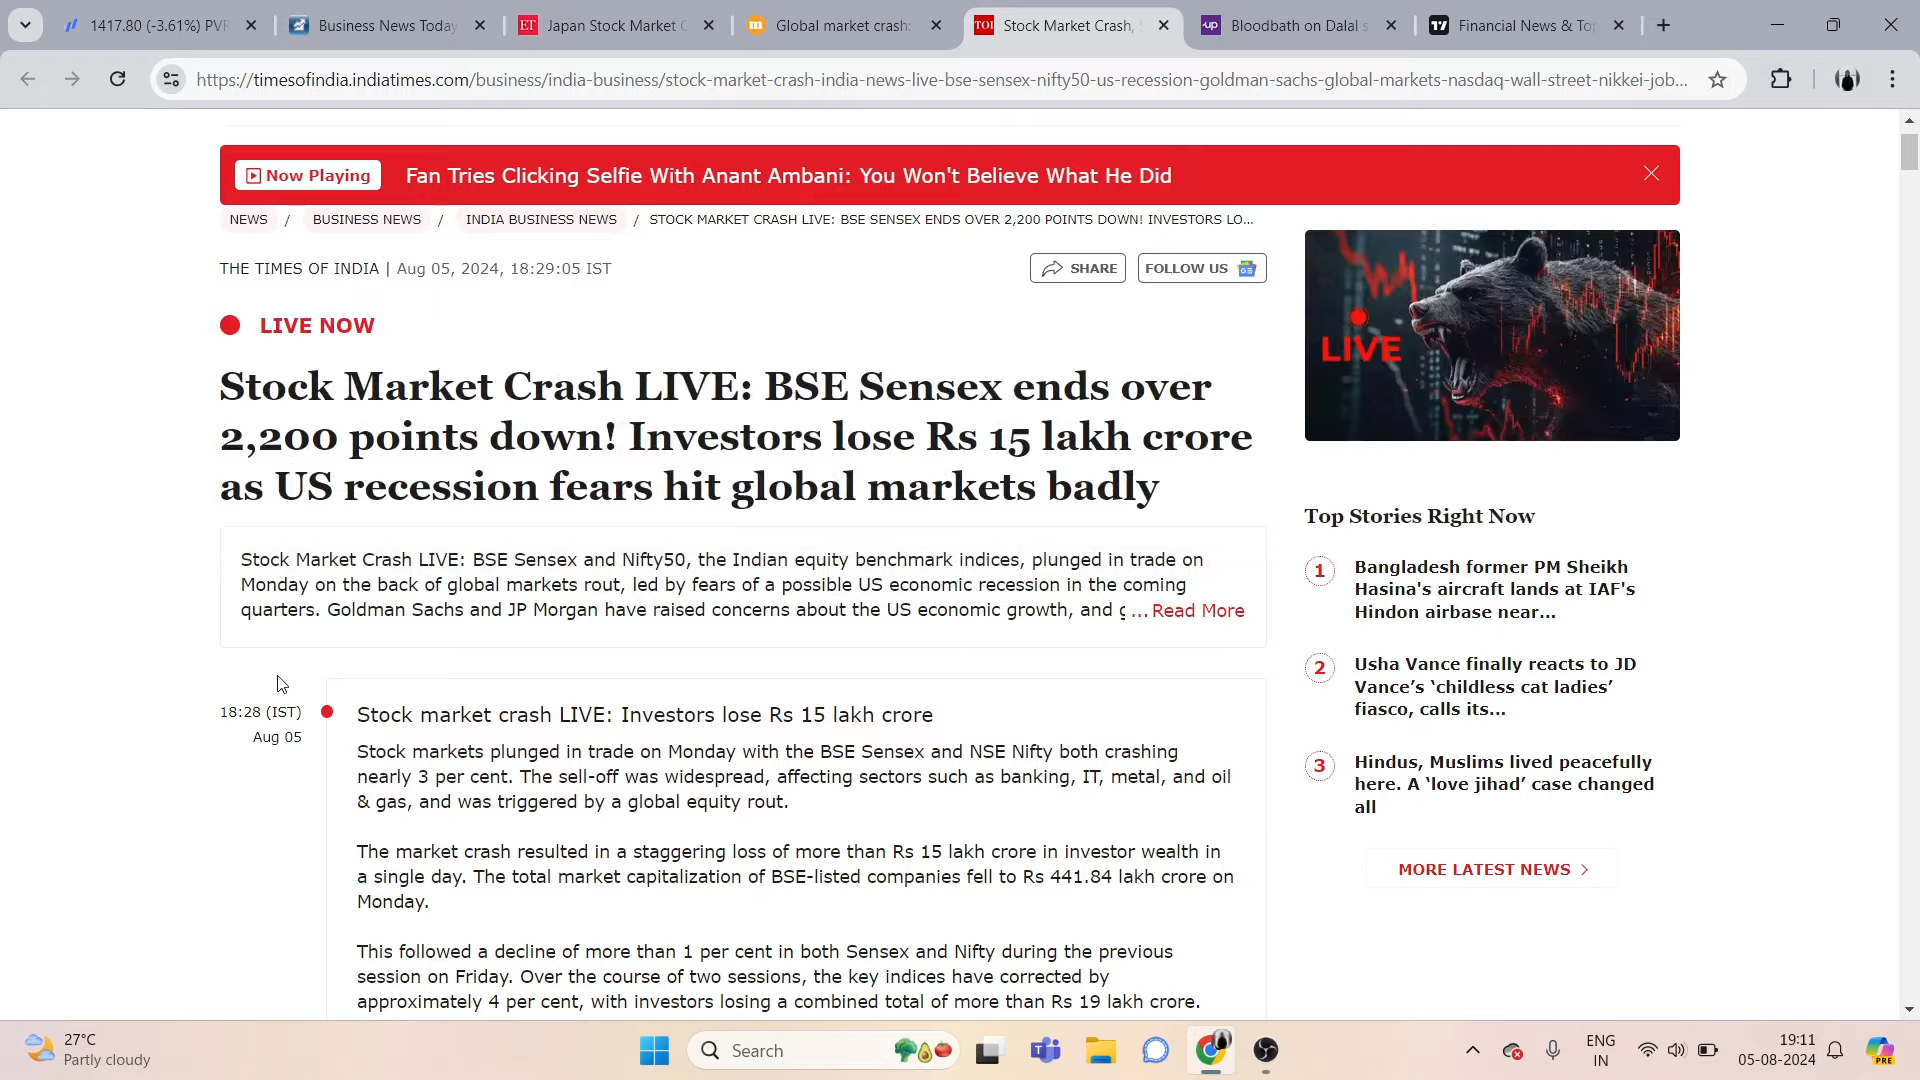 1417.80 (-3.61%) PVR
Business News Today
ET
Japan Stock Market C
m
Global market crash:
TOI
Stock Market Crash, S
up
Bloodbath on Dalal s
Financial News & Top
https://timesofindia.indiatimes.com/business/india-business/stock-market-crash-india-news-live-bse-sensex-nifty50-us-recession-goldman-sachs-global-markets-nasdaq-wall-street-nikkei-job...
Now Playing
Fan Tries Clicking Selfie With Anant Ambani: You Won't Believe What He Did
NEWS / BUSINESS NEWS / INDIA BUSINESS NEWS / STOCK MARKET CRASH LIVE: BSE SENSEX ENDS OVER 2,200 POINTS DOWN! INVESTORS LO...
THE TIMES OF INDIA | Aug 05, 2024, 18:29:05 IST
SHARE
FOLLOW US
LIVE NOW
Stock Market Crash LIVE: BSE Sensex ends over
2,200 points down! Investors lose Rs 15 lakh crore
as US recession fears hit global markets badly
Stock Market Crash LIVE: BSE Sensex and Nifty50, the Indian equity benchmark indices, plunged in trade on
Monday on the back of global markets rout, led by fears of a possible US economic recession in the coming
quarters. Goldman Sachs and JP Morgan have raised concerns about the US economic growth, and g ... Read More
18:28 (IST)
Aug 05
Stock market crash LIVE: Investors lose Rs 15 lakh crore
Stock markets plunged in trade on Monday with the BSE Sensex and NSE Nifty both crashing
nearly 3 per cent. The sell-off was widespread, affecting sectors such as banking, IT, metal, and oil
& gas, and was triggered by a global equity rout.
The market crash resulted in a staggering loss of more than Rs 15 lakh crore in investor wealth in
a single day. The total market capitalization of BSE-listed companies fell to Rs 441.84 lakh crore on
Monday.
This followed a decline of more than 1 per cent in both Sensex and Nifty during the previous
session on Friday. Over the course of two sessions, the key indices have corrected by
approximately 4 per cent, with investors losing a combined total of more than Rs 19 lakh crore.
LIVE
Top Stories Right Now
1
Bangladesh former PM Sheikh
Hasina's aircraft lands at IAF's
Hindon airbase near...
2
Usha Vance finally reacts to JD
Vance’s ‘childless cat ladies’
fiasco, calls its...
3
Hindus, Muslims lived peacefully
here. A ‘love jihad’ case changed
all
MORE LATEST NEWS
27°C
Partly cloudy
Search
ENG
IN
19:11
05-08-2024
PRE